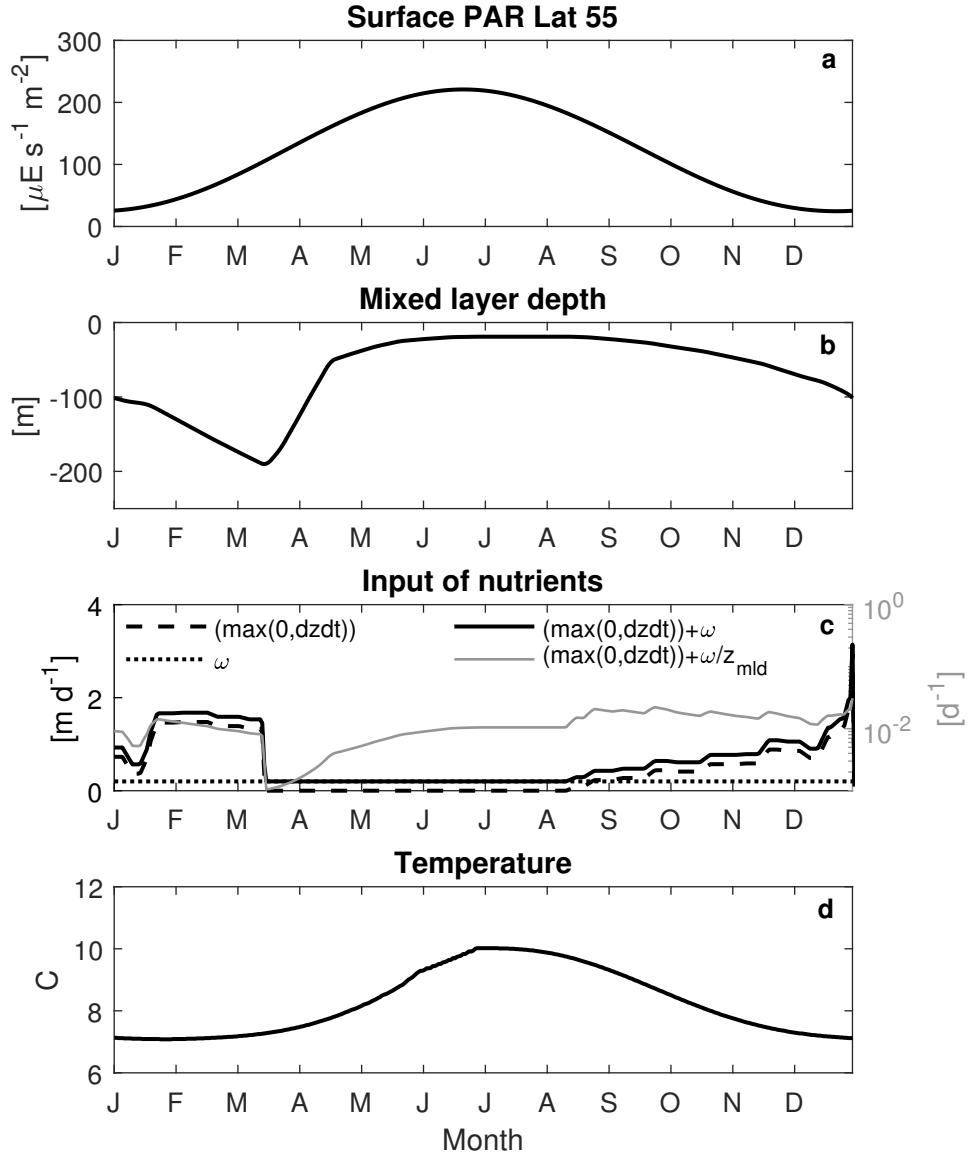 Surface PAR Lat 55
300
a
200
100
0
[μE s⁻¹ m⁻²]
J F M A M J J A S O N D
Mixed layer depth
0
b
-100
-200
[m]
J F M A M J J A S O N D
Input of nutrients
4
10⁰
(max(0,dzdt))
(max(0,dzdt))+ω
c
ω
(max(0,dzdt))+ω/z_mld
2
10⁻²
0
[m d⁻¹]
[d⁻¹]
J F M A M J J A S O N D
Temperature
12
d
10
8
6
C
J F M A M J J A S O N D
Month